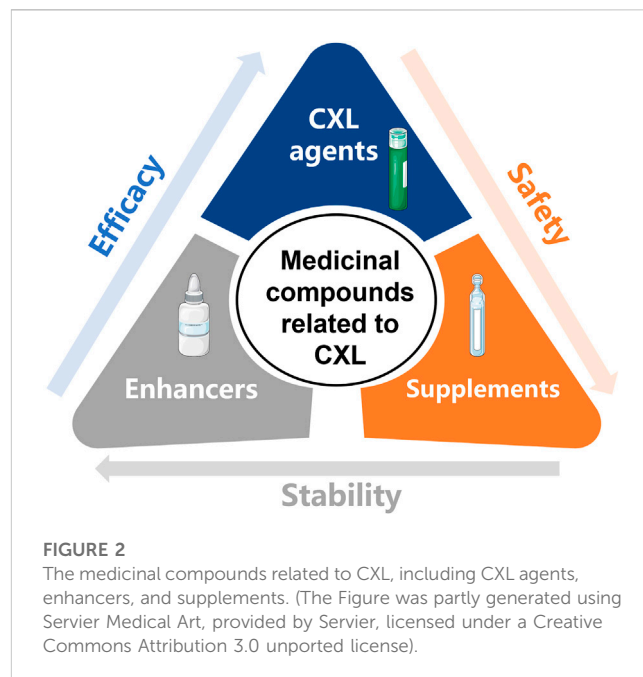 CXL
agents
Efficacy
Safety
Medicinal
compounds
related to
CXL
Enhancers
Supplements
Stability
FIGURE 2
The medicinal compounds related to CXL, including CXL agents,
enhancers, and supplements. (The Figure was partly generated using
Servier Medical Art, provided by Servier, licensed under a Creative
Commons Attribution 3.0 unported license).